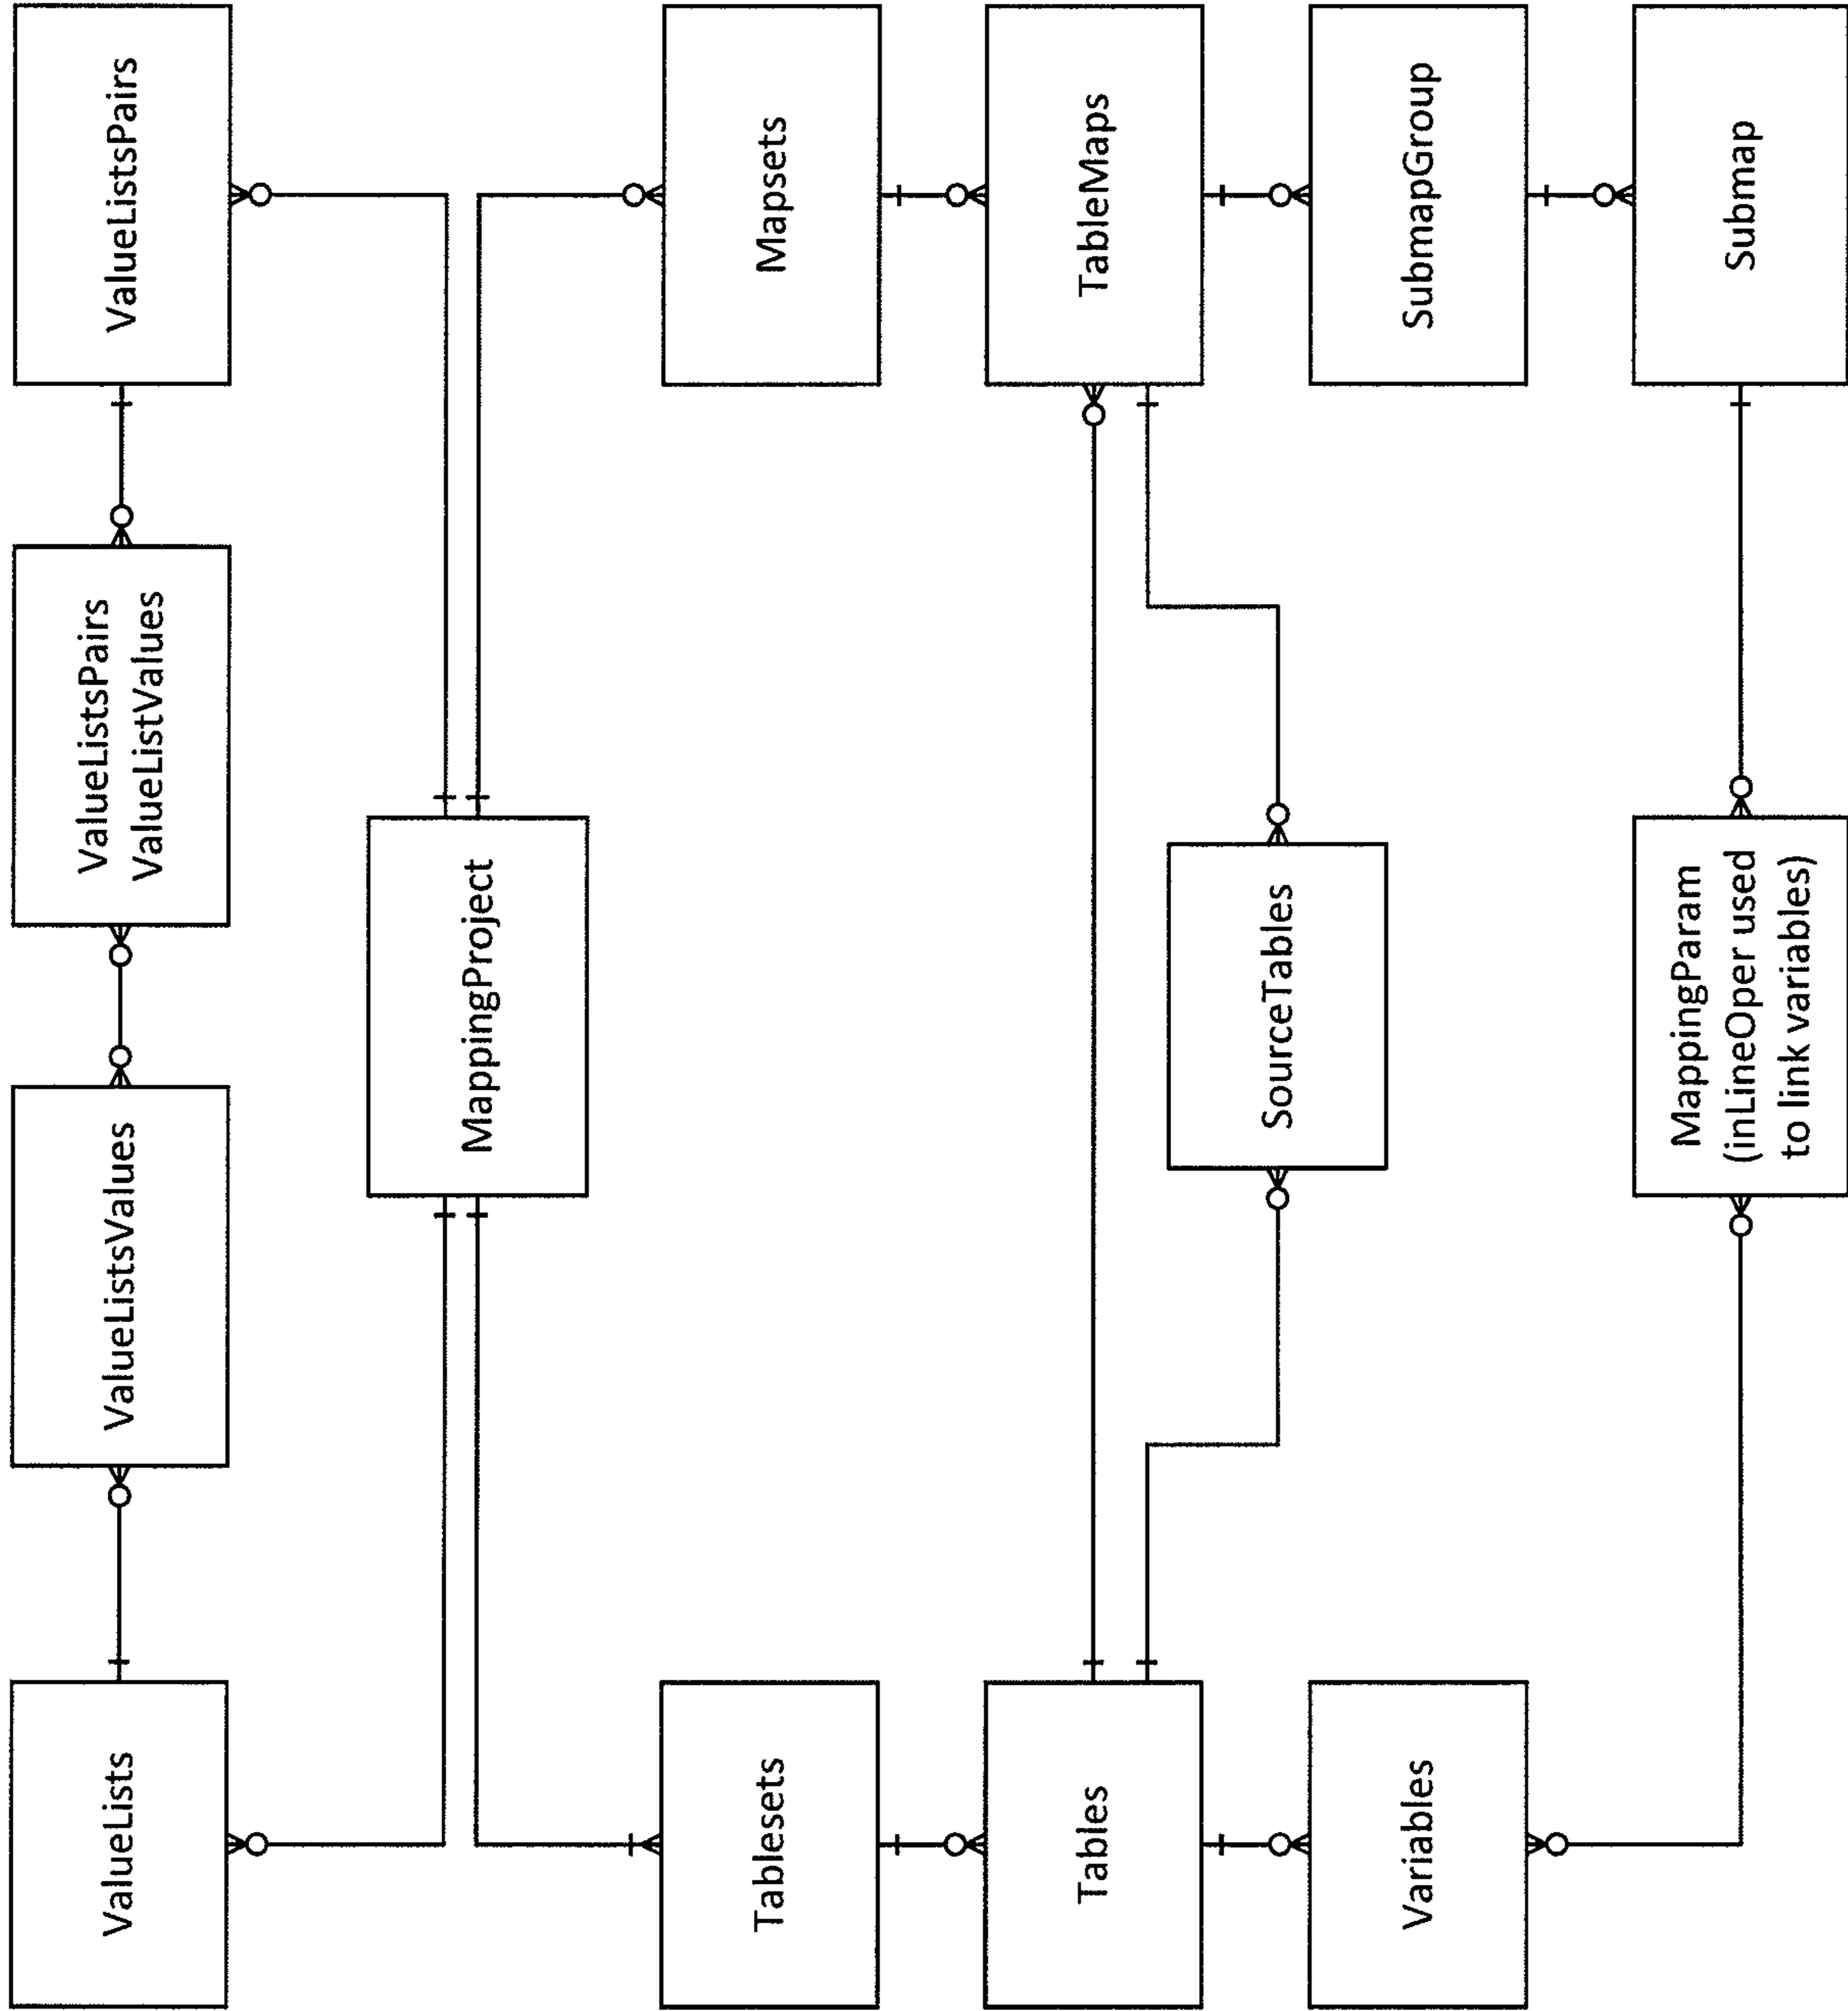 ValueLists
ValueListsValues
ValueListsPairs
ValueListValues
ValueListsPairs
MappingProject
Tablesets
Mapsets
Tables
TableMaps
SourceTables
Variables
SubmapGroup
MappingParam
(inLineOper used
to link variables)
Submap